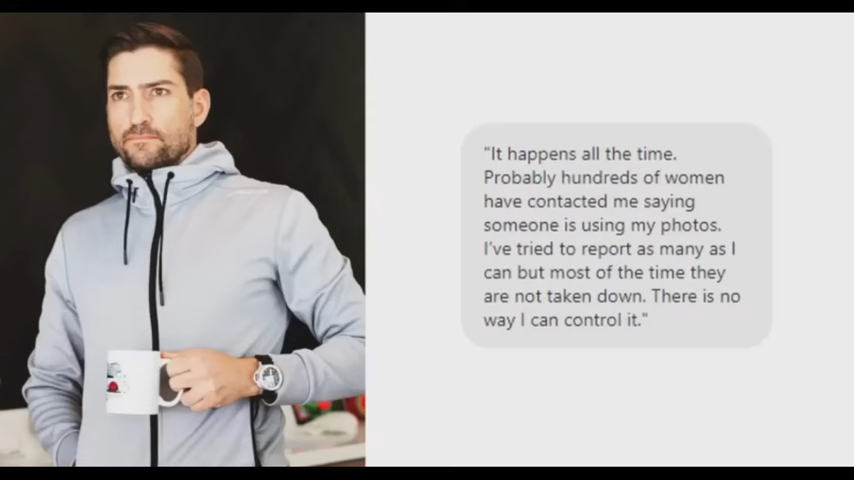 "It happens all the time.
Probably hundreds of women
have contacted me saying
someone is using my photos.
I've tried to report as many as I
can but most of the time they
are not taken down. There is no
way I can control it."